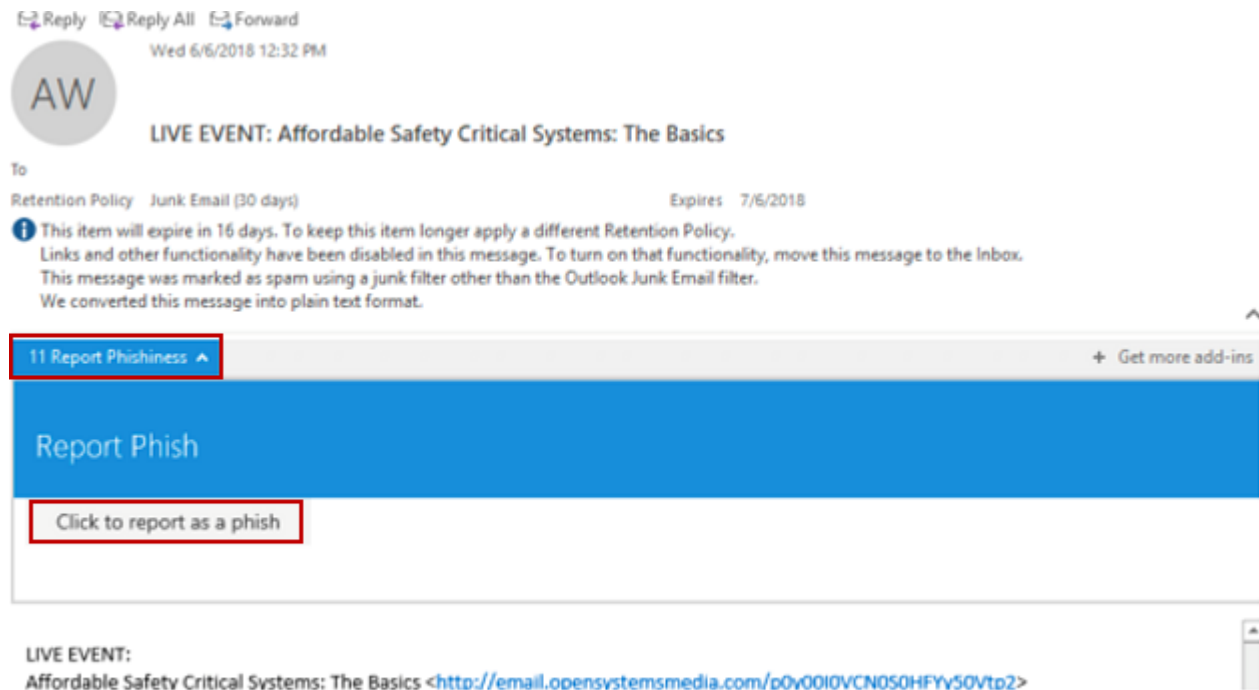 Reply Reply All Forward
Wed 6/6/2018 12:32 PM
AW
LIVE EVENT: Affordable Safety Critical Systems: The Basics
To
Retention Policy Junk Email (30 days) Expires 7/6/2018
This item will expire in 16 days. To keep this item longer apply a different Retention Policy.
Links and other functionality have been disabled in this message. To turn on that functionality, move this message to the Inbox.
This message was marked as spam using a junk filter other than the Outlook Junk Email filter.
We converted this message into plain text format.
11 Report Phishiness + Get more add-ins
Report Phish
Click to report as a phish
LIVE EVENT:
Affordable Safety Critical Systems: The Basics <http://email.opensystemsmedia.com/p0y00I0VCN0S0HFYy50Vtp2>